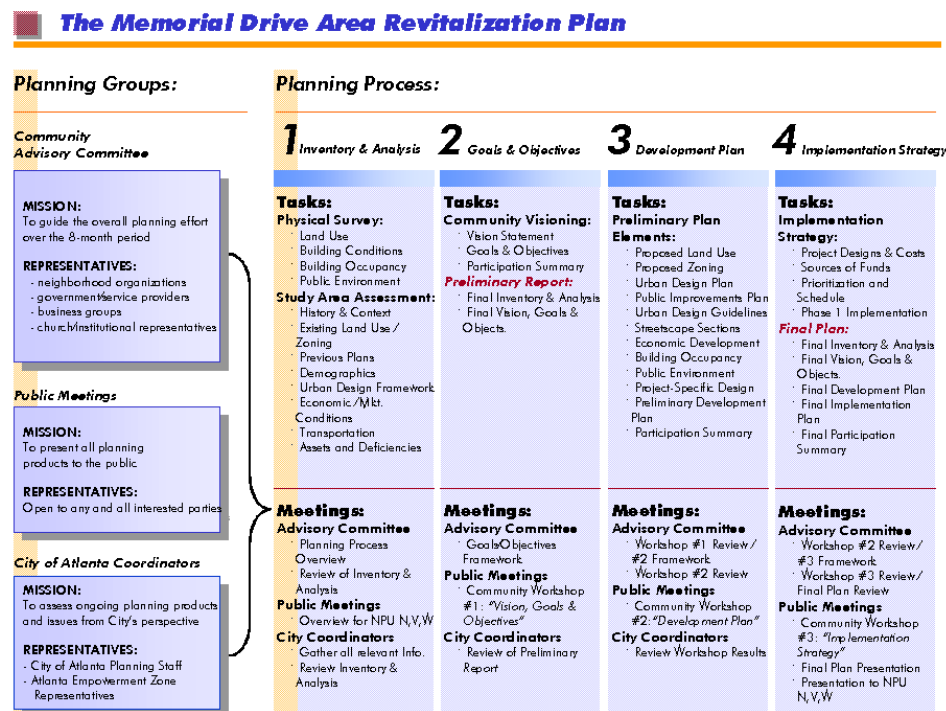 The Memorial Drive Area Revitalization Plan
Planning Groups:
Community
Advisory Committee
MISSION:
To guide the overall planning effort
over the 8-month period
REPRESENTATIVES:
- neighborhood organizations
- government/service providers
- business groups
- church/institutional representatives
Public Meetings
MISSION:
To present all planning
products to the public
REPRESENTATIVES:
Open to any and all interested parties
City of Atlanta Coordinators
MISSION:
To assess ongoing planning products
and issues from City's perspective
REPRESENTATIVES:
- City of Atlanta Planning Staff
- Atlanta Empowerment Zone
Representatives
Planning Process:
1 Inventory & Analysis
Tasks:
Physical Survey:
· Land Use
· Building Conditions
· Building Occupancy
· Public Environment
Study Area Assessment:
· History & Context
· Existing Land Use /
Zoning
· Previous Plans
· Demographics
· Urban Design Framework
· Economic/Mkt.
Conditions
· Transportation
· Assets and Deficiencies
Meetings:
Advisory Committee
· Planning Process
Overview
· Review of Inventory &
Analysis
Public Meetings
· Overview for NPU N,V,W
City Coordinators
· Gather all relevant Info.
· Review Inventory &
Analysis
2 Goals & Objectives
Tasks:
Community Visioning:
· Vision Statement
· Goals & Objectives
· Participation Summary
Preliminary Report:
· Final Inventory & Analysis
· Final Vision, Goals &
Objects.
Meetings:
Advisory Committee
· Goals/Objectives
Framework
Public Meetings
· Community Workshop
#1: "Vision, Goals &
Objectives"
City Coordinators
· Review of Preliminary
Report
3 Development Plan
Tasks:
Preliminary Plan
Elements:
· Proposed Land Use
· Proposed Zoning
· Urban Design Plan
· Public Improvements Plan
· Urban Design Guidelines
· Streetscape Sections
· Economic Development
· Building Occupancy
· Public Environment
· Project-Specific Design
· Preliminary Development
Plan
· Participation Summary
Meetings:
Advisory Committee
· Workshop #1 Review/
#2 Framework
· Workshop #2 Review
Public Meetings
· Community Workshop
#2:"Development Plan"
City Coordinators
· Review Workshop Results
4 Implementation Strategy
Tasks:
Implementation
Strategy:
· Project Designs & Costs
· Sources of Funds
· Prioritization and
Schedule
· Phase 1 Implementation
Final Plan:
· Final Inventory & Analysis
· Final Vision, Goals &
Objects.
· Final Development Plan
· Final Implementation
Plan
· Final Participation
Summary
Meetings:
Advisory Committee
· Workshop #2 Review/
#3 Framework
· Workshop #3 Review/
Final Plan Review
Public Meetings
· Community Workshop
#3: "Implementation
Strategy"
· Final Plan Presentation
· Presentation to NPU
N,V,W